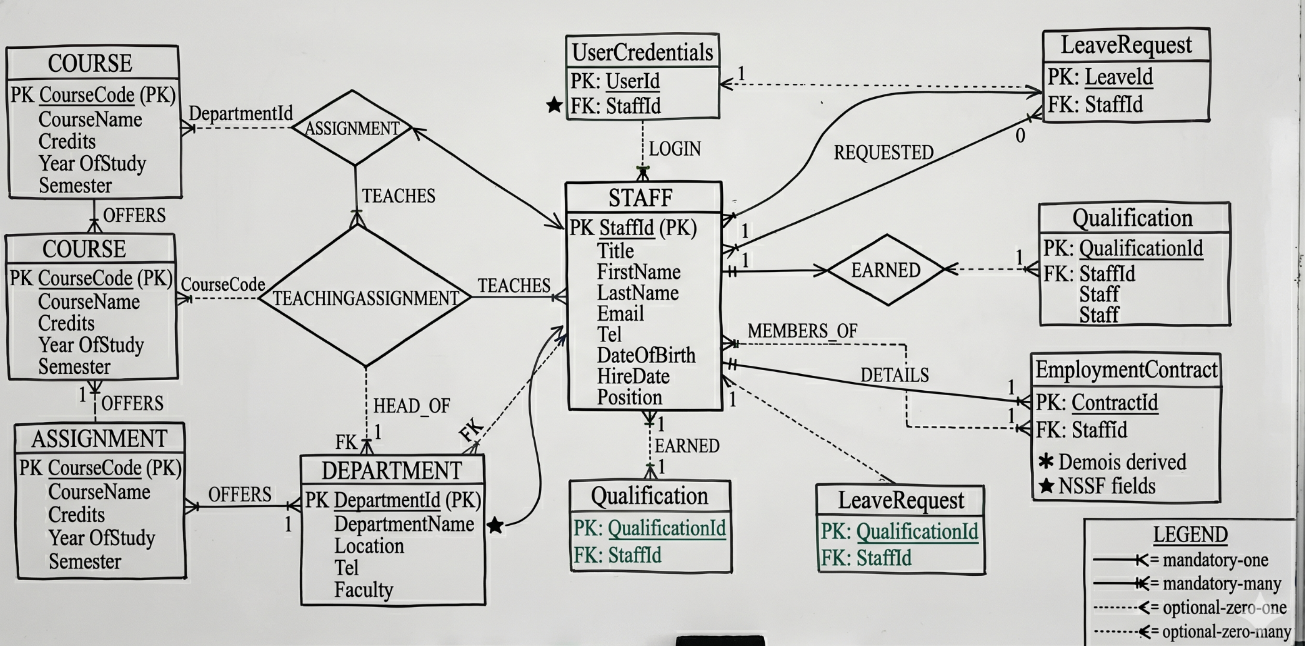 COURSE
PK CourseCode (PK)
CourseName
Credits
Year OfStudy
Semester
OFFERS
COURSE
PK CourseCode (PK)
CourseName
Credits
Year OfStudy
Semester
1
OFFERS
ASSIGNMENT
PK CourseCode (PK)
CourseName
Credits
Year OfStudy
Semester
DepartmentId
ASSIGNMENT
TEACHES
CourseCode
TEACHINGASSIGNMENT
TEACHES
HEAD_OF
FK
1
FK
OFFERS
1
DEPARTMENT
PK DepartmentId (PK)
DepartmentName ★
Location
Tel
Faculty
UserCredentials
PK: UserId
★ FK: StaffId
LOGIN
STAFF
PK StaffId (PK)
Title
FirstName
LastName
Email
Tel
DateOfBirth
HireDate
Position
1
EARNED
1
Qualification
PK: QualificationId
FK: StaffId
1
REQUESTED
0
1
1
EARNED
1
MEMBERS_OF
DETAILS
1
1
1
LeaveRequest
PK: QualificationId
FK: StaffId
LeaveRequest
PK: LeaveId
FK: StaffId
Qualification
PK: QualificationId
FK: StaffId
Staff
Staff
EmploymentContract
PK: ContractId
FK: StaffId
✱ Demois derived
★ NSSF fields
LEGEND
= mandatory-one
= mandatory-many
= optional-zero-one
= optional-zero-many